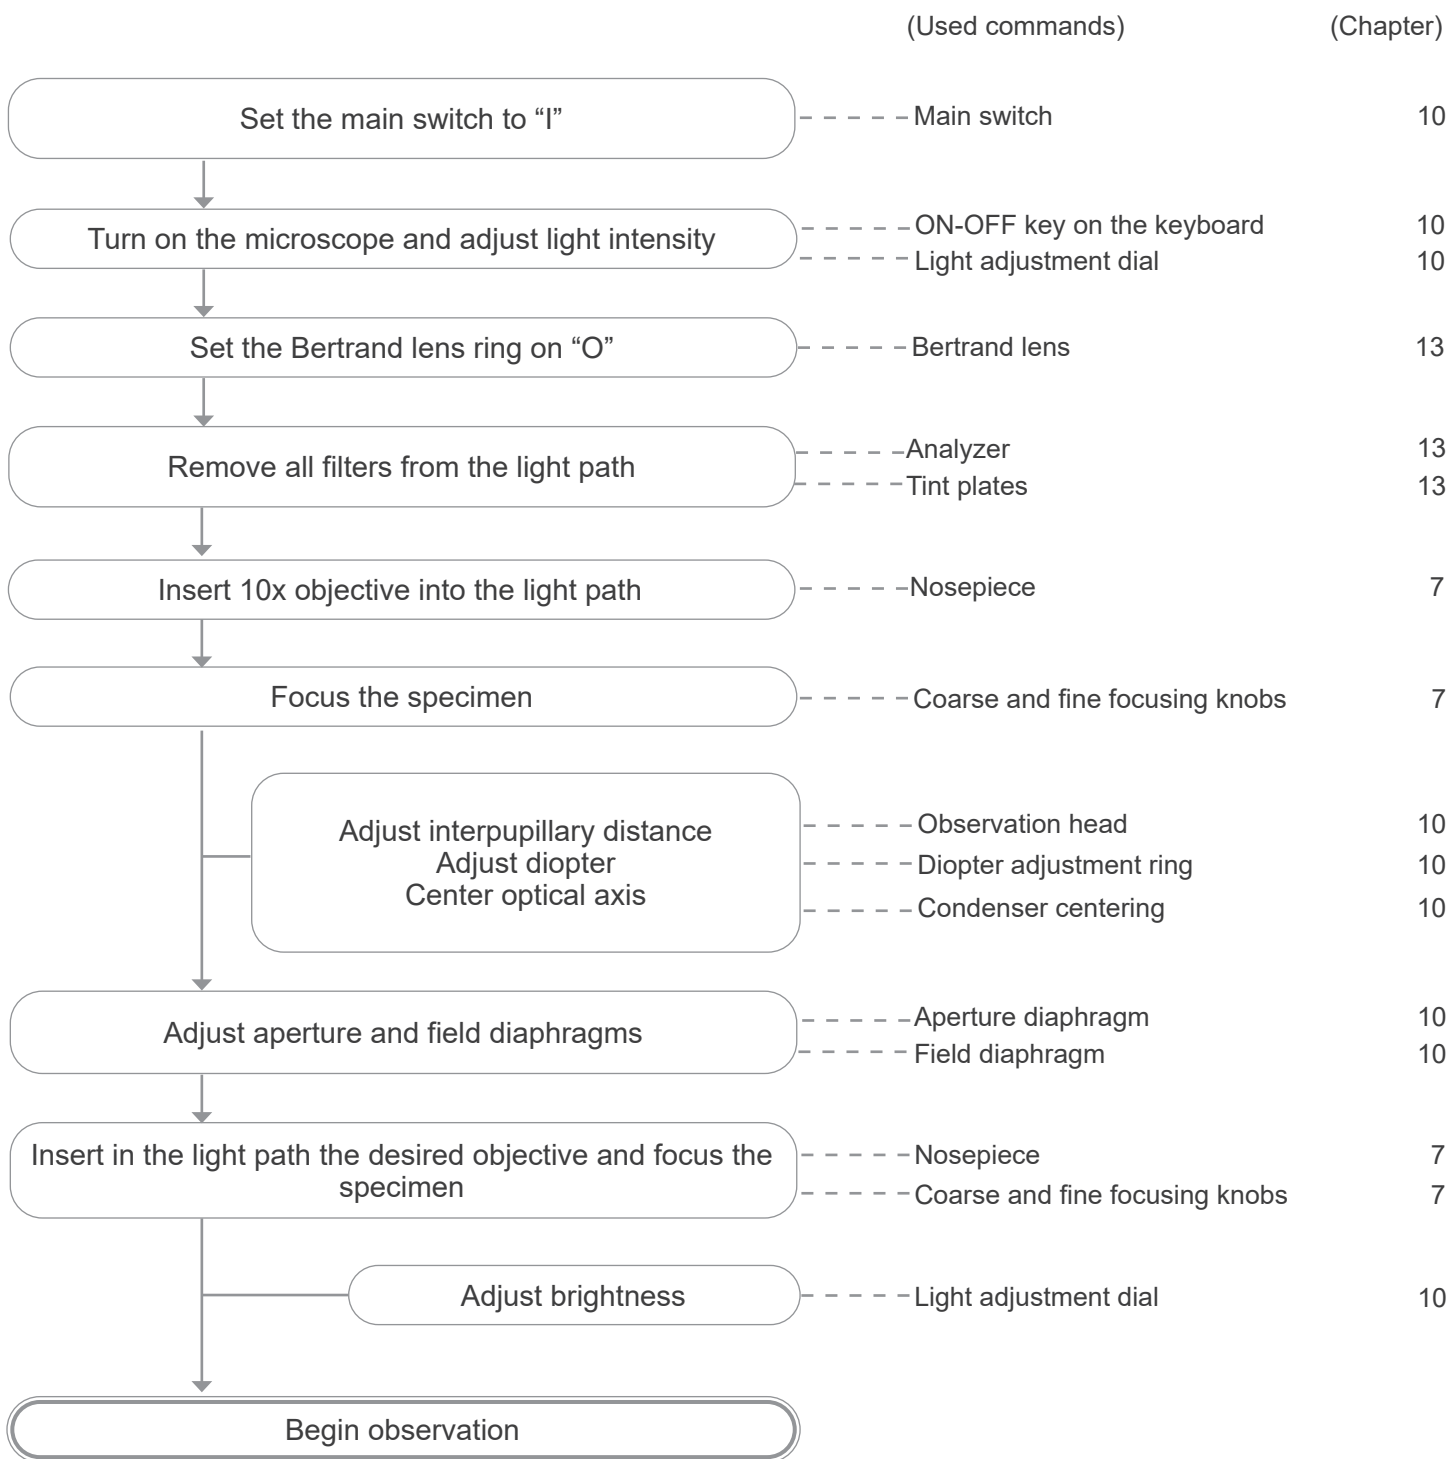 (Used commands) (Chapter)
Set the main switch to “I” Main switch 10
Turn on the microscope and adjust light intensity ON-OFF key on the keyboard 10
Light adjustment dial 10
Set the Bertrand lens ring on “O” Bertrand lens 13
Remove all filters from the light path Analyzer 13
Tint plates 13
Insert 10x objective into the light path Nosepiece 7
Focus the specimen Coarse and fine focusing knobs 7
Adjust interpupillary distance Observation head 10
Adjust diopter Diopter adjustment ring 10
Center optical axis Condenser centering 10
Adjust aperture and field diaphragms Aperture diaphragm 10
Field diaphragm 10
Insert in the light path the desired objective and focus the Nosepiece 7
specimen Coarse and fine focusing knobs 7
Adjust brightness Light adjustment dial 10
Begin observation